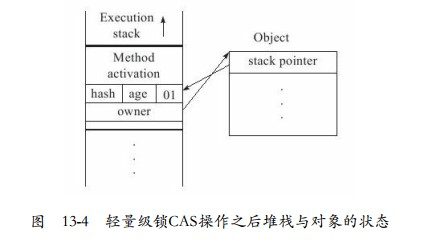 Execution
stack
Method
activation
hash age 01
owner
Object
stack pointer
图 13-4 轻量级锁CAS操作之后堆栈与对象的状态